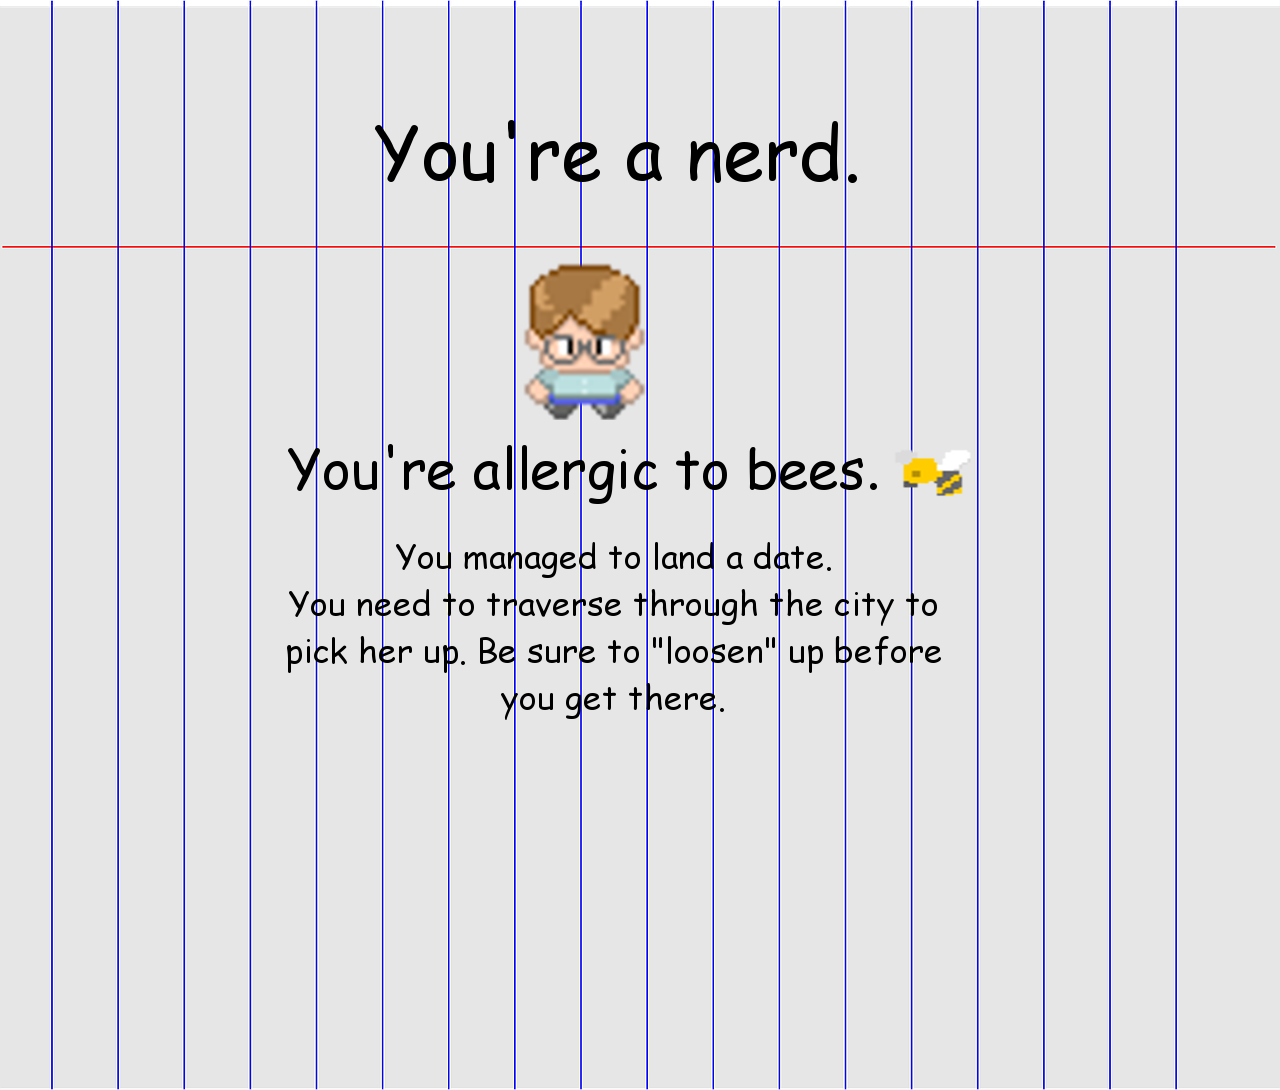 You're a nerd.
You're allergic to bees.
You managed to land a date.
You need to traverse through the city to
pick her up. Be sure to "loosen" up before
you get there.